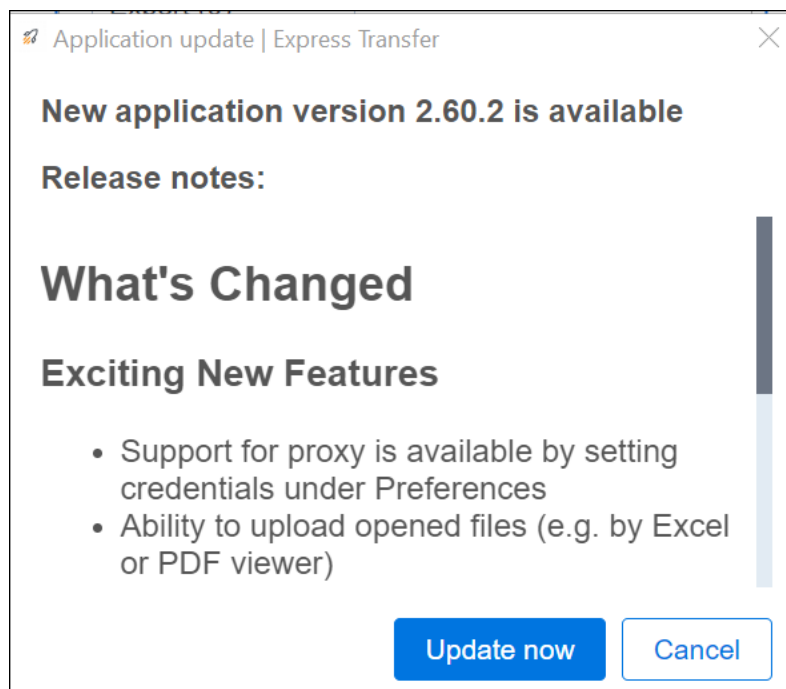 Application update | Express Transfer
New application version 2.60.2 is available
Release notes:
What's Changed
Exciting New Features
• Support for proxy is available by setting
credentials under Preferences
• Ability to upload opened files (e.g. by Excel
or PDF viewer)
Update now Cancel